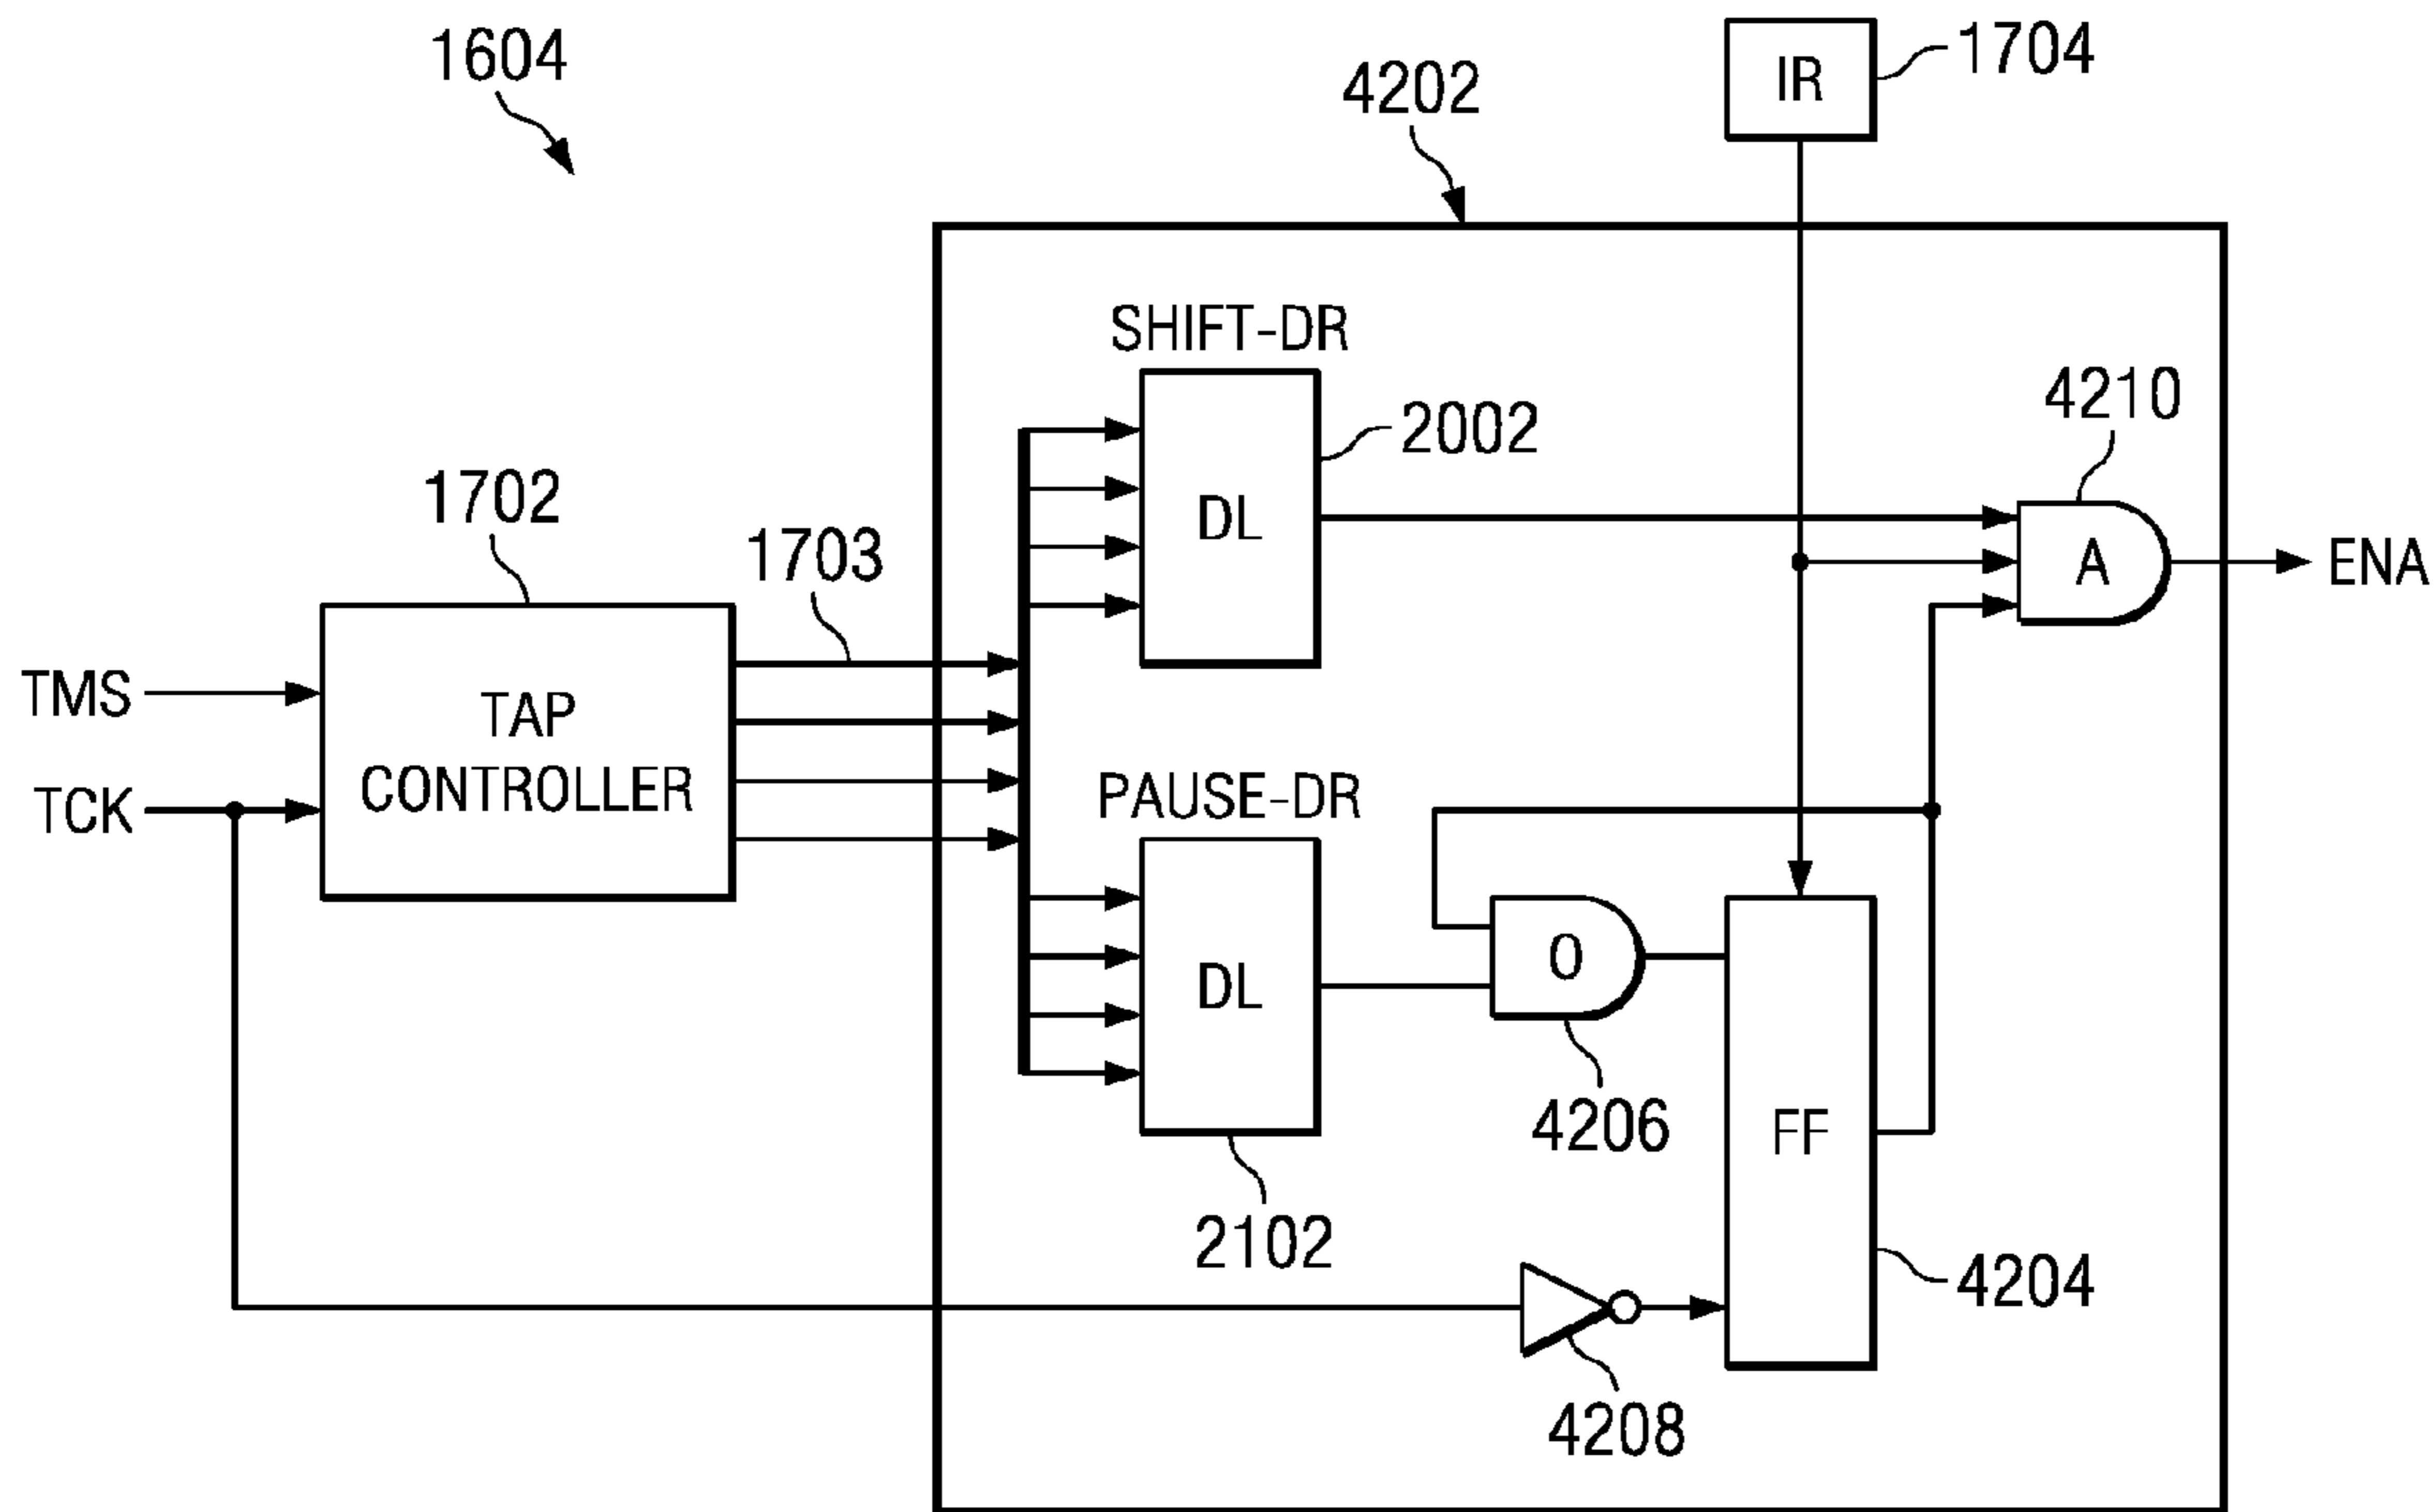 1604
4202
IR
1704
SHIFT-DR
4210
2002
DL
A
ENA
1702
1703
TMS
TCK
TAP
CONTROLLER
PAUSE-DR
DL
O
4206
FF
2102
4204
4208